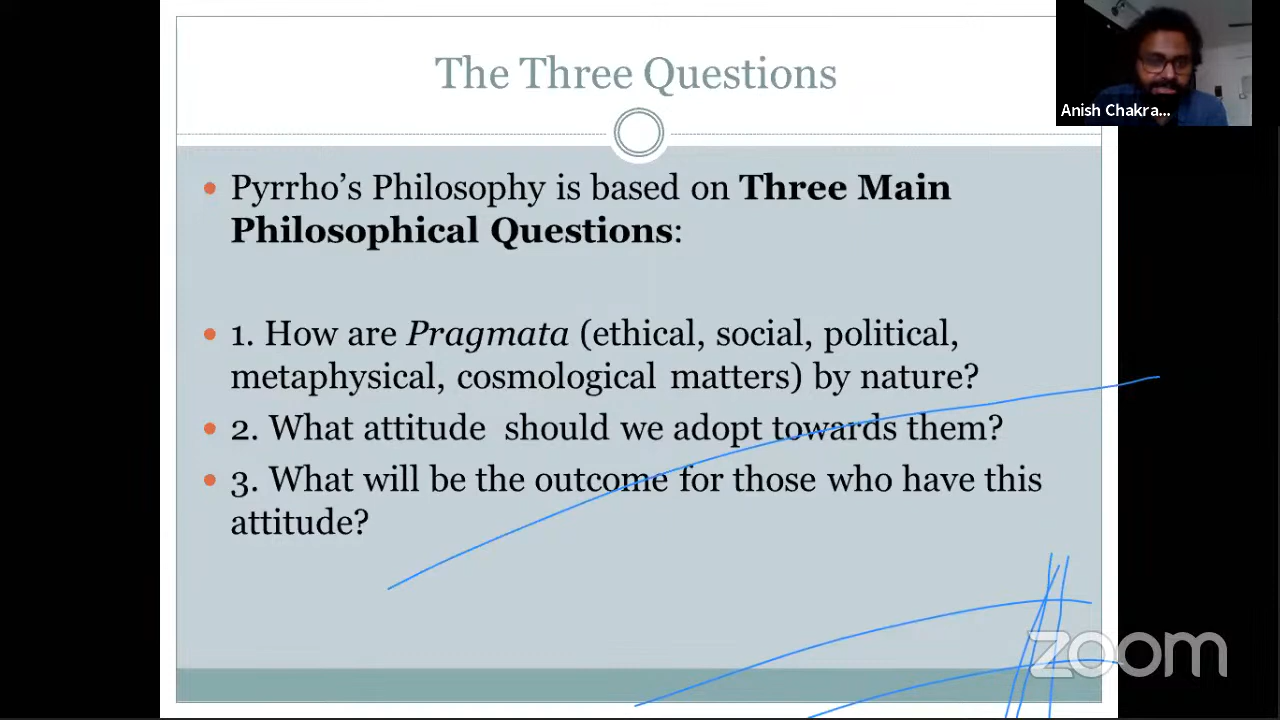 The Three Questions
Anish Chakra...
• Pyrrho’s Philosophy is based on Three Main
Philosophical Questions:
• 1. How are Pragmata (ethical, social, political,
metaphysical, cosmological matters) by nature?
• 2. What attitude should we adopt towards them?
• 3. What will be the outcome for those who have this
attitude?
zoom